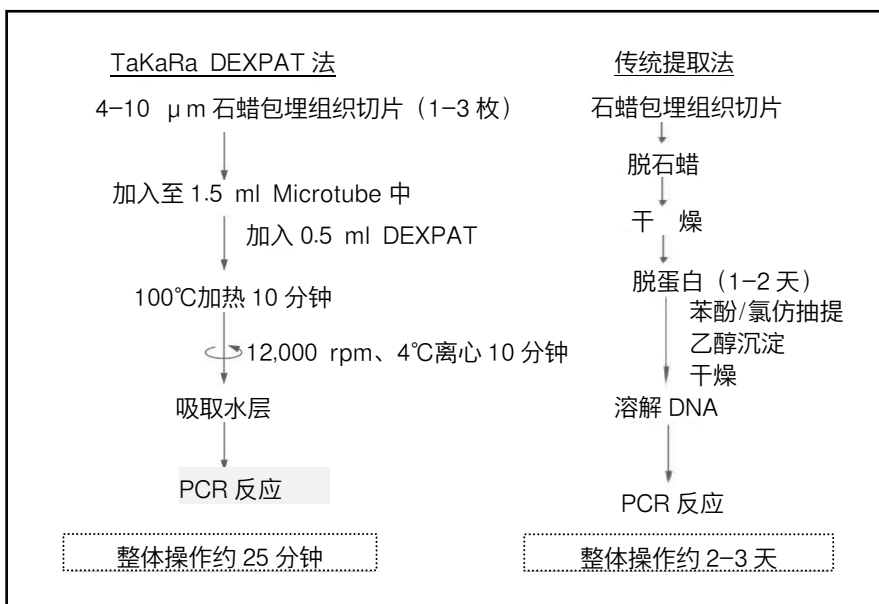 TaKaRa DEXPAT 法
4-10 μm 石蜡包埋组织切片（1-3 枚）
加入至 1.5 ml Microtube 中
加入 0.5 ml DEXPAT
100℃加热 10 分钟
12,000 rpm、4℃离心 10 分钟
吸取水层
PCR 反应
整体操作约 25 分钟
传统提取法
石蜡包埋组织切片
脱石蜡
干 燥
脱蛋白（1-2 天）
苯酚/氯仿抽提
乙醇沉淀
干燥
溶解 DNA
PCR 反应
整体操作约 2-3 天